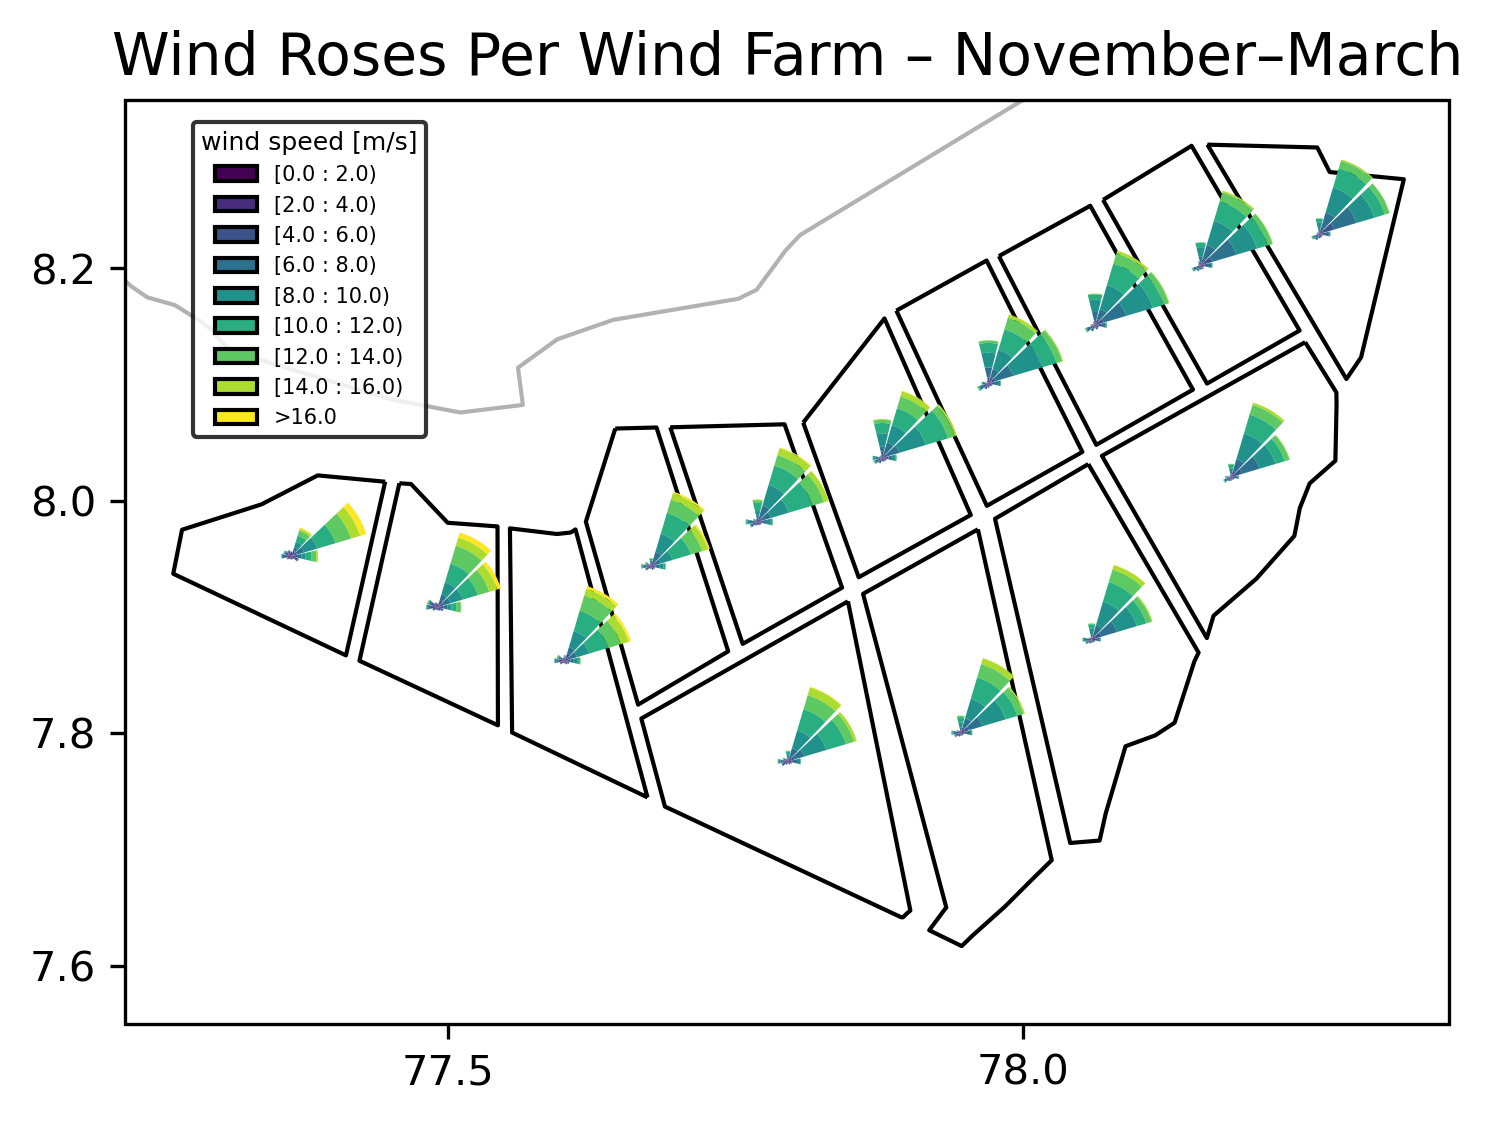 Wind Roses Per Wind Farm – November–March
wind speed [m/s]
[0.0 : 2.0)
[2.0 : 4.0)
[4.0 : 6.0)
[6.0 : 8.0)
[8.0 : 10.0)
[10.0 : 12.0)
[12.0 : 14.0)
[14.0 : 16.0)
>16.0
8.2
8.0
7.8
7.6
77.5
78.0